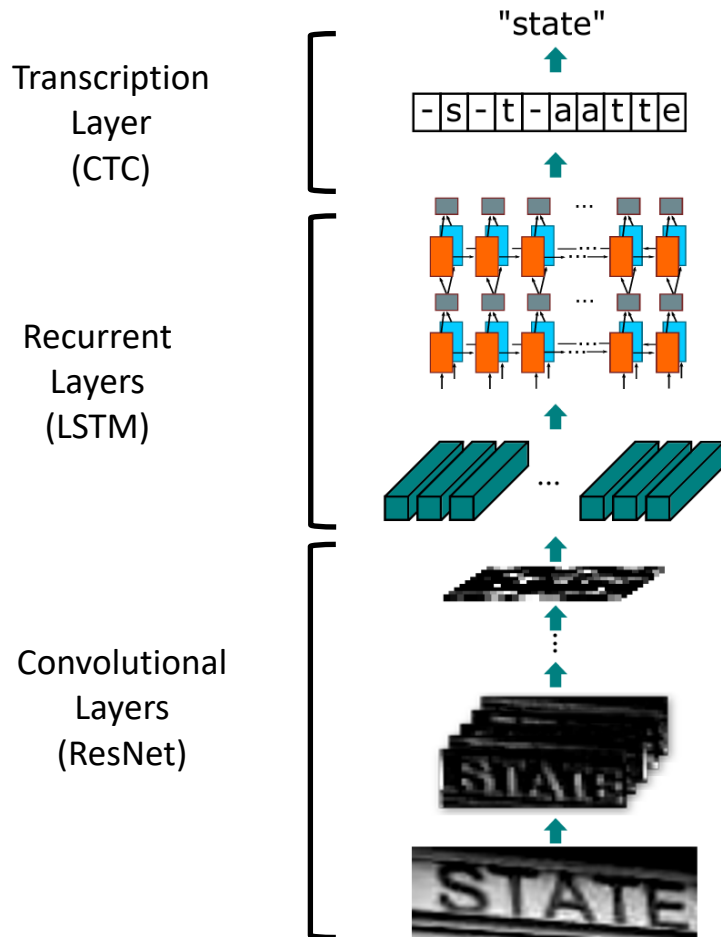 "state"
Transcription
Layer
(CTC)
-s-t-aatte
...
...
Recurrent
Layers
(LSTM)
...
Convolutional
Layers
(ResNet)
STATE
STATE